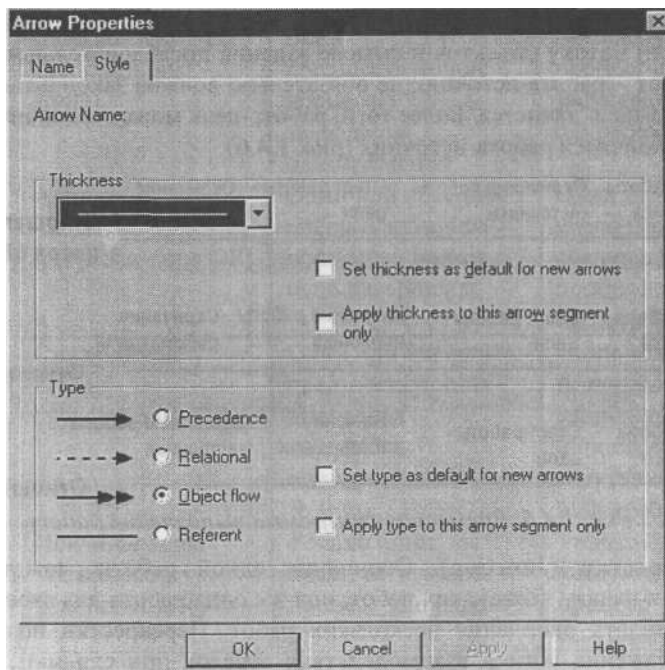 Arrow Properties
Name Style
Arrow Name:
Thickness
Set thickness as default for new arrows
Apply thickness to this arrow segment
only
Type
Precedence
Relational
Object flow
Referent
Set type as default for new arrows
Apply type to this arrow segment only
OK Cancel Apply Help